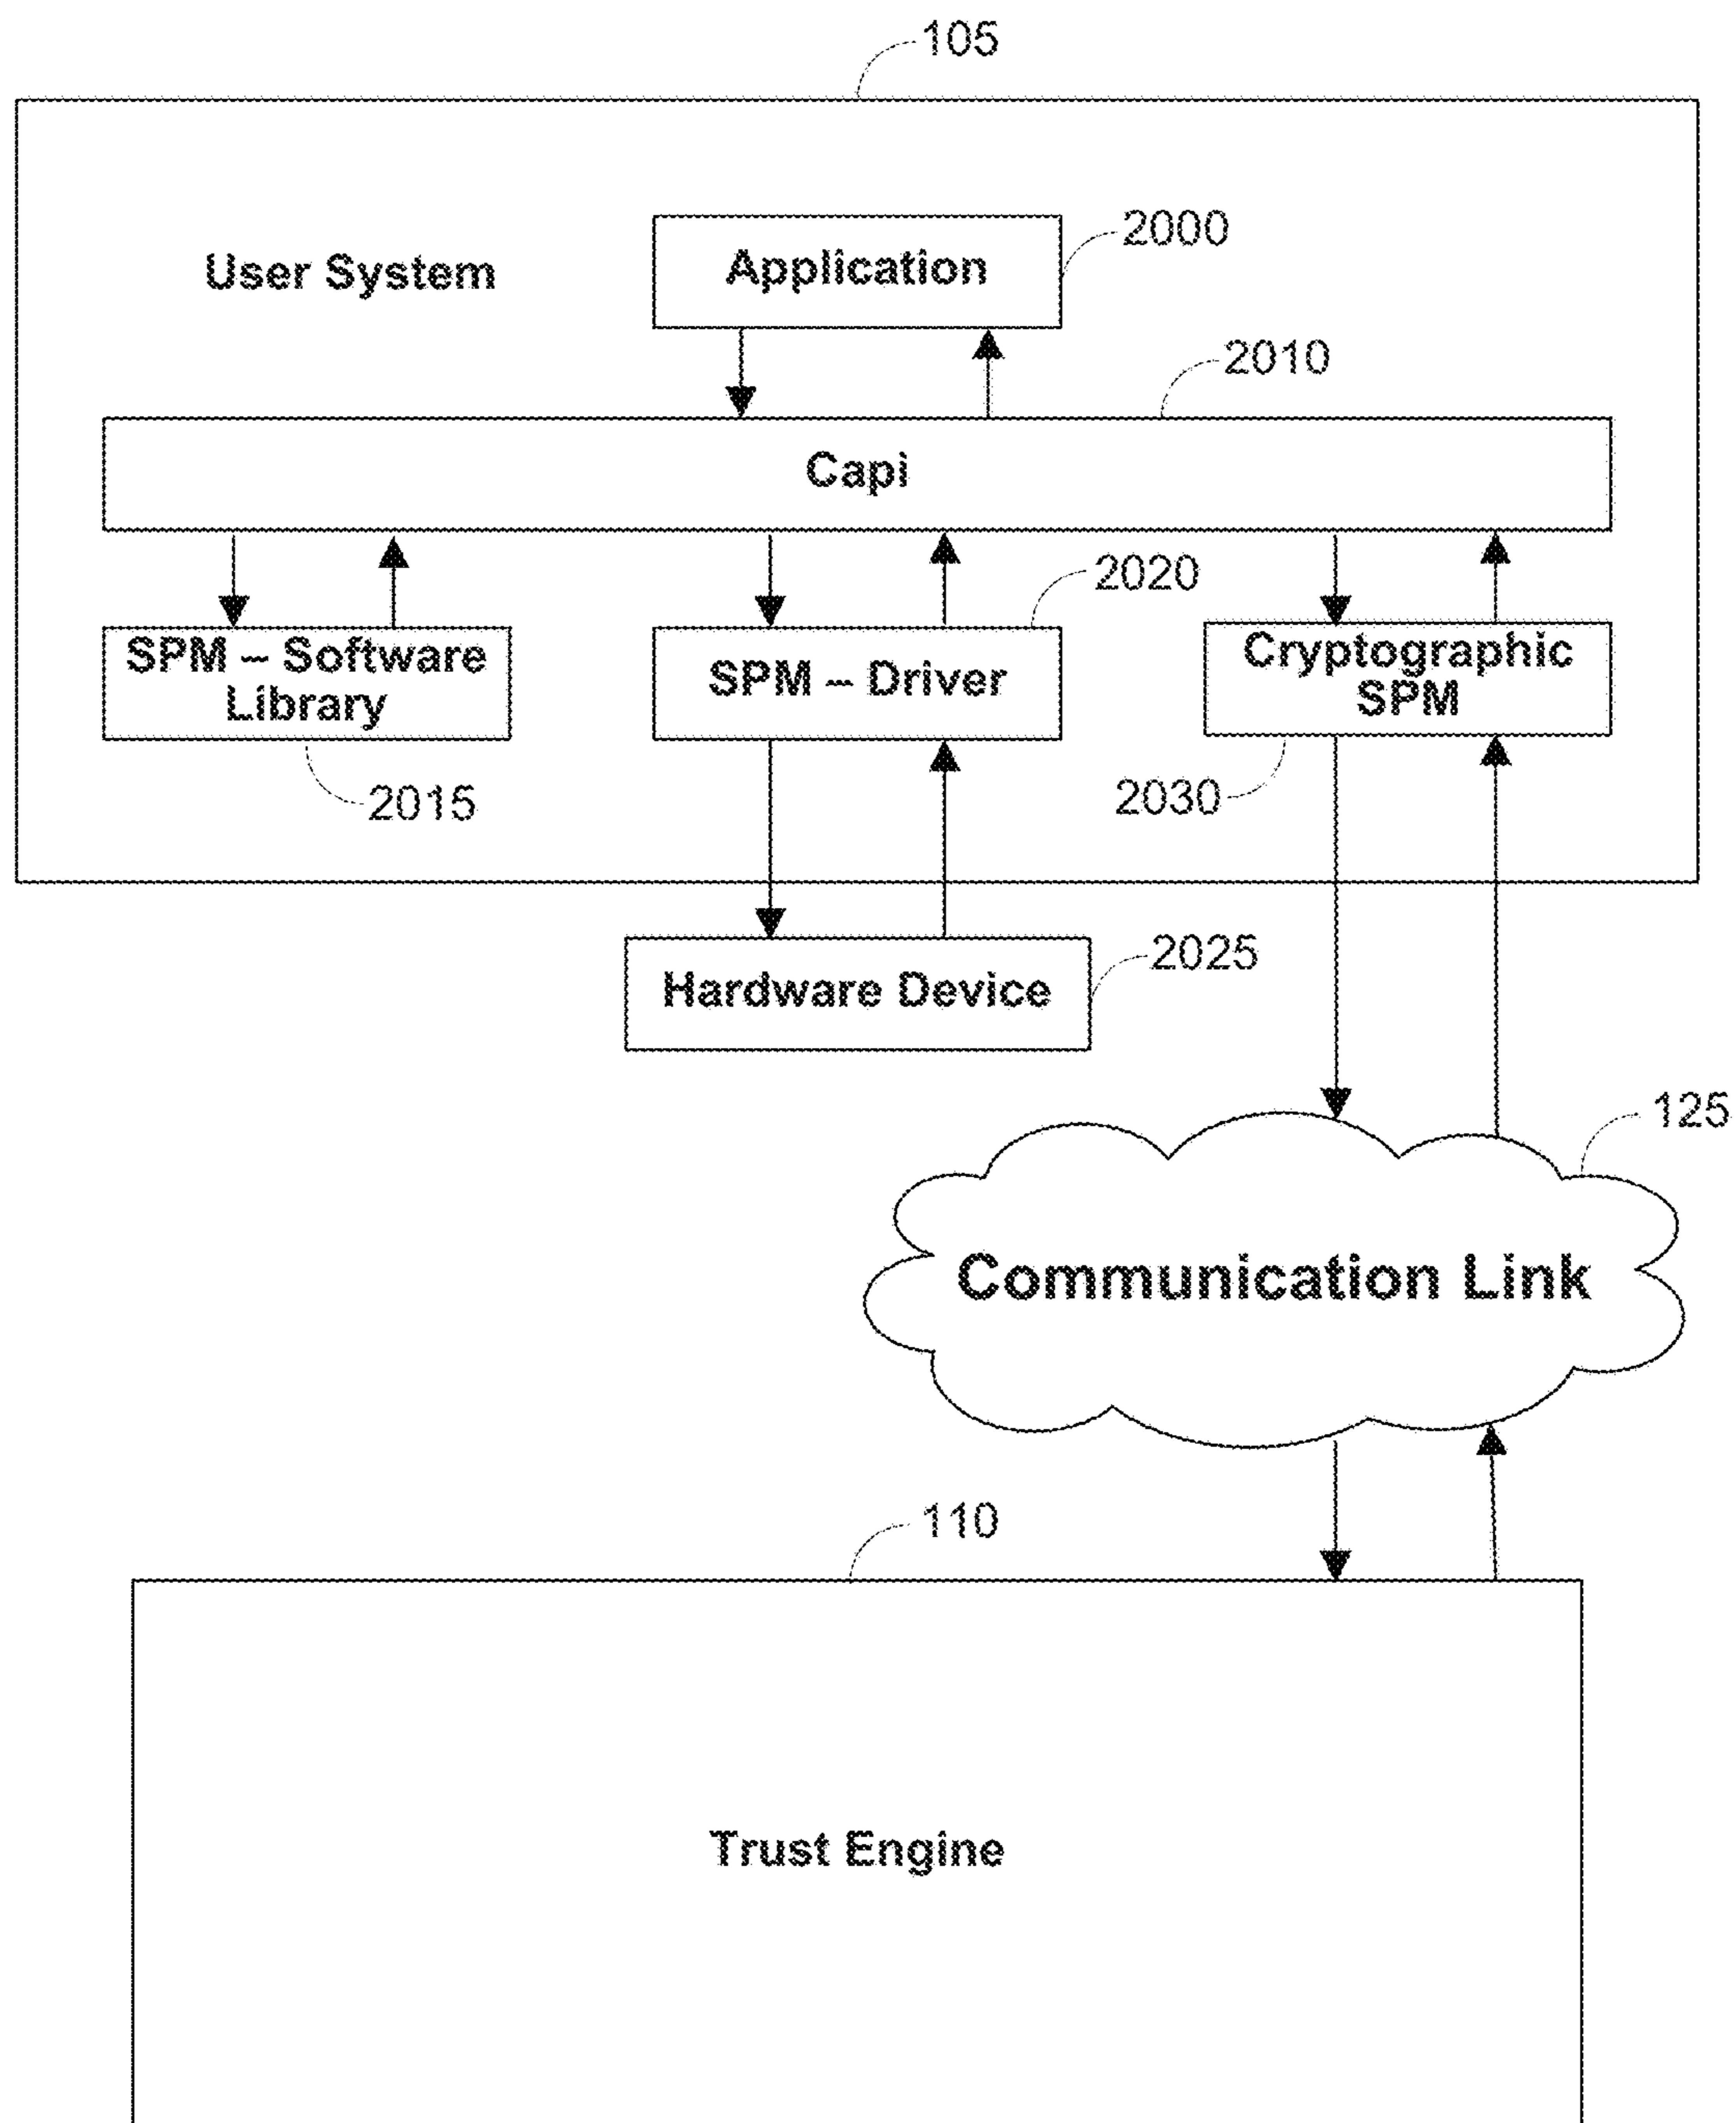 105
2000
User System
Application
2010
Capi
2020
SPM – Software
Library
SPM – Driver
Cryptographic
SPM
2015
2030
2025
Hardware Device
125
Communication Link
110
Trust Engine